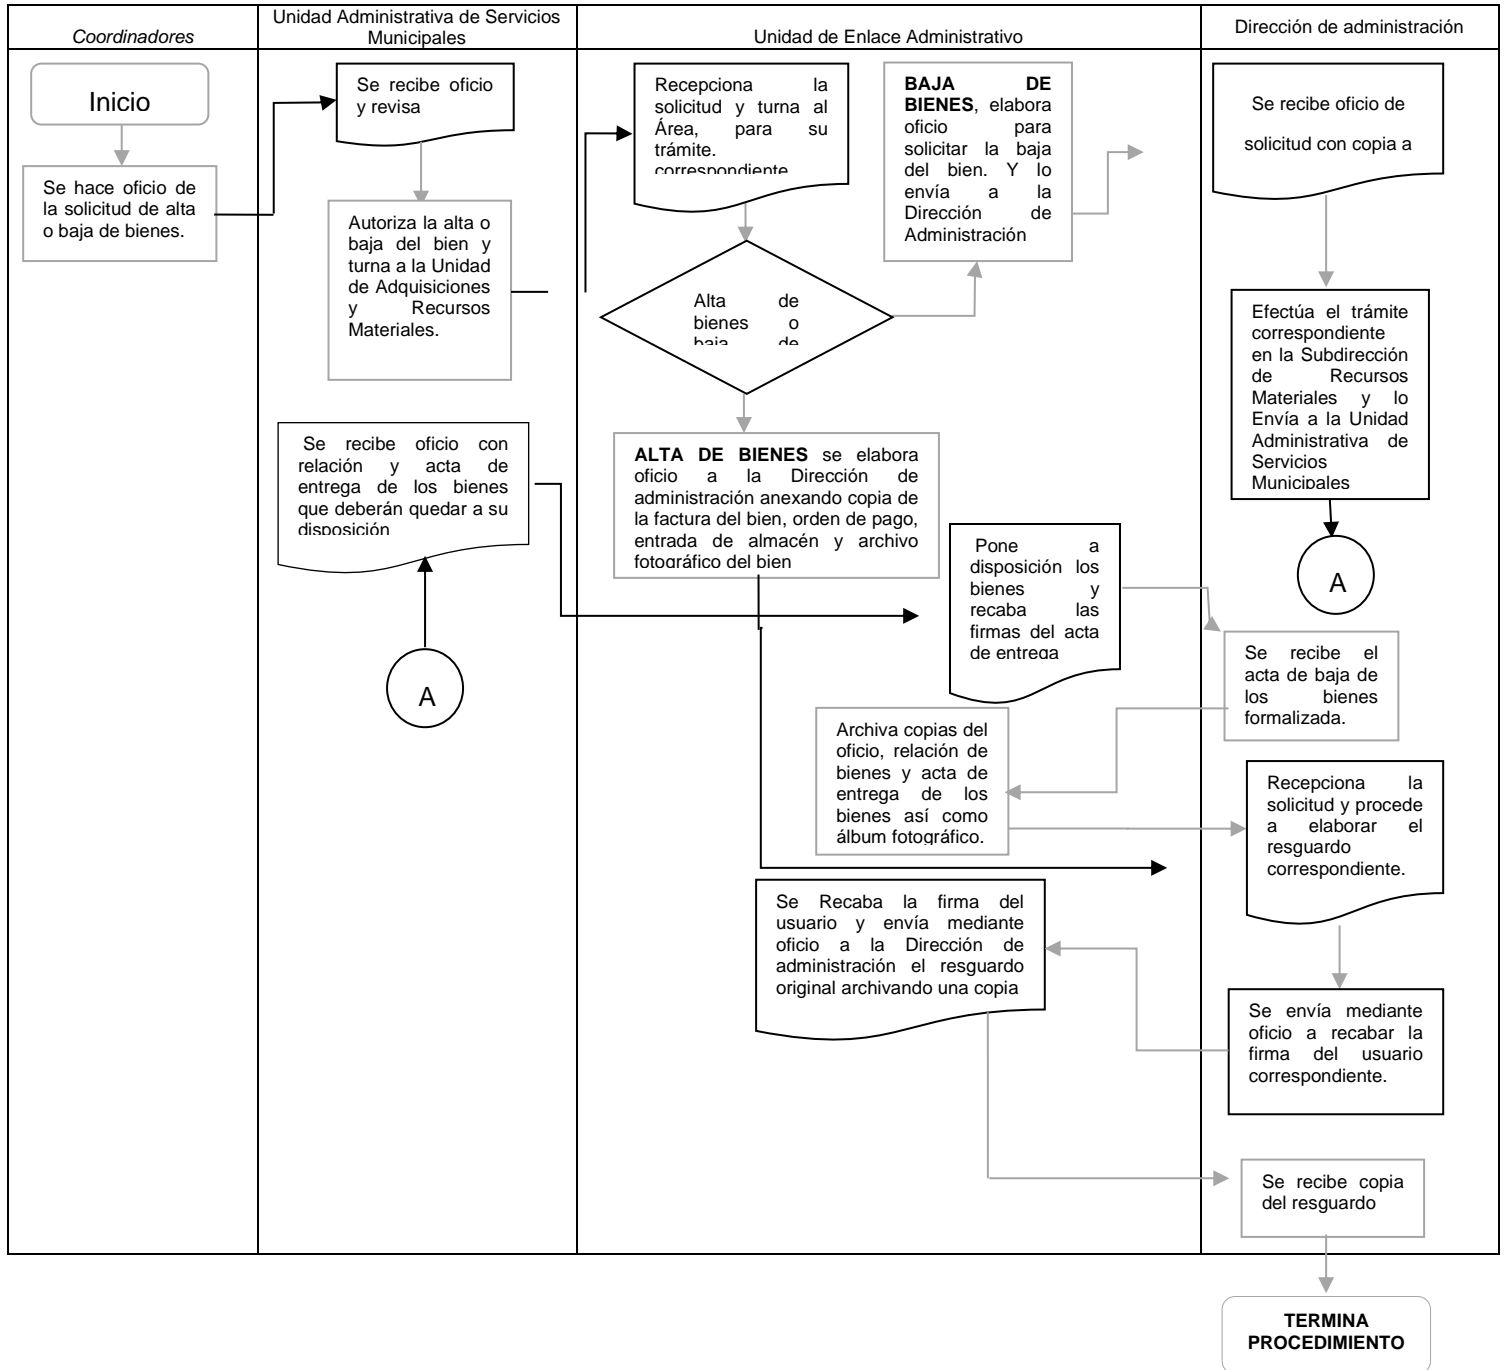 Coordinadores
Unidad Administrativa de Servicios
Municipales
Unidad de Enlace Administrativo
Dirección de administración
Inicio
Se hace oficio de
la solicitud de alta
o baja de bienes.
Se recibe oficio
y revisa
Autoriza la alta o
baja del bien y
turna a la Unidad
de Adquisiciones
y Recursos
Materiales.
Recepciona la
solicitud y turna al
Área, para su
trámite.
correspondiente
Alta de
bienes o
baja de
BAJA DE
BIENES, elabora
oficio para
solicitar la baja
del bien. Y lo
envía a la
Dirección de
Administración
Se recibe oficio de
solicitud con copia a
Efectúa el trámite
correspondiente
en la Subdirección
de Recursos
Materiales y lo
Envía a la Unidad
Administrativa de
Servicios
Municipales
A
Se recibe oficio con
relación y acta de
entrega de los bienes
que deberán quedar a su
disposición
A
ALTA DE BIENES se elabora
oficio a la Dirección de
administración anexando copia de
la factura del bien, orden de pago,
entrada de almacén y archivo
fotográfico del bien
Pone a
disposición los
bienes y
recaba las
firmas del acta
de entrega
Se recibe el
acta de baja de
los bienes
formalizada.
Archiva copias del
oficio, relación de
bienes y acta de
entrega de los
bienes así como
álbum fotográfico.
Recepciona la
solicitud y procede
a elaborar el
resguardo
correspondiente.
Se Recaba la firma del
usuario y envía mediante
oficio a la Dirección de
administración el resguardo
original archivando una copia
Se envía mediante
oficio a recabar la
firma del usuario
correspondiente.
Se recibe copia
del resguardo
TERMINA
PROCEDIMIENTO